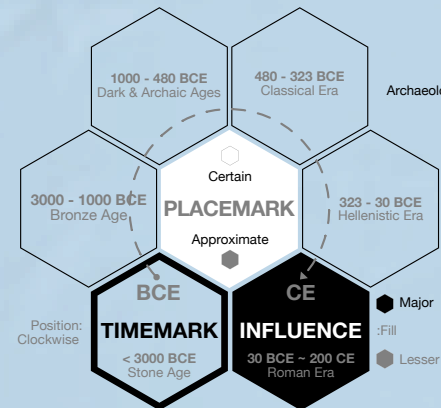 1000 - 480 BCE
Dark & Archaic Ages
480 - 323 BCE
Classical Era
Certain
3000 - 1000 BCE
Bronze Age
PLACEMARK
323 - 30 BCE
Hellenistic Era
Approximate
BCE
CE
Major
Position:
Clockwise
TIMEMARK
INFLUENCE
:Fill
< 3000 BCE
Stone Age
30 BCE ~ 200 CE
Roman Era
Lesser